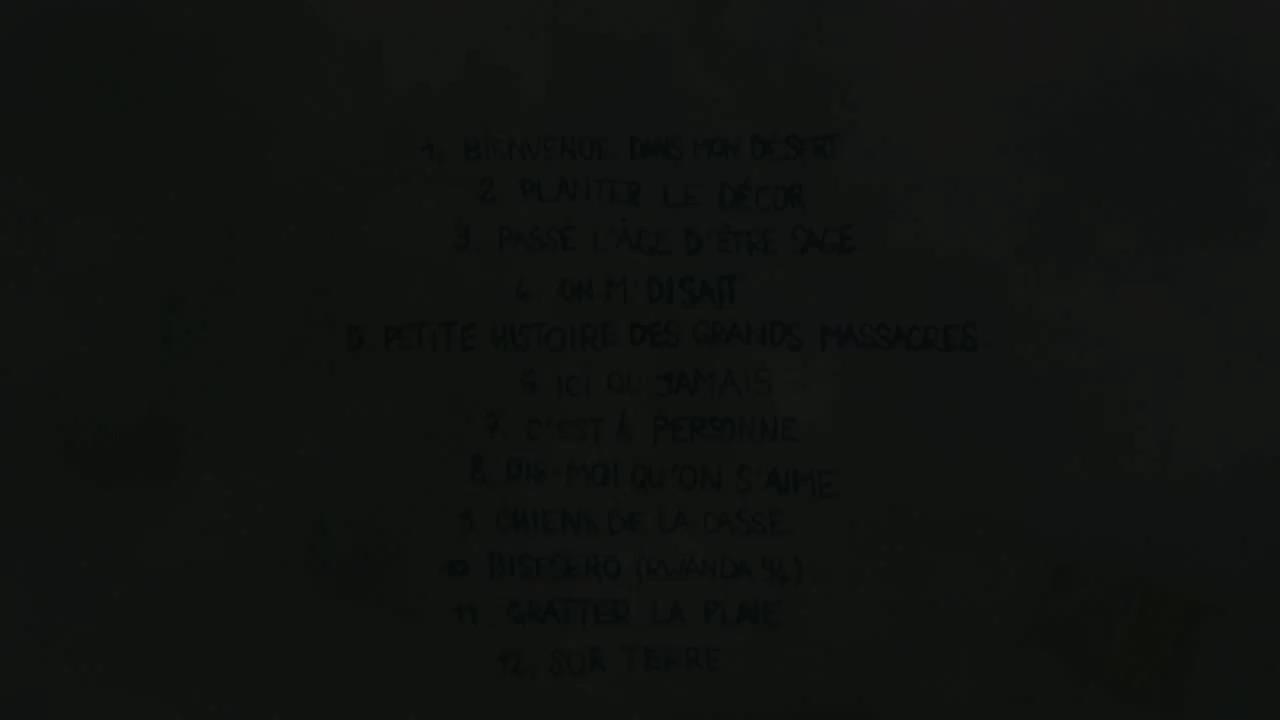 1. BIENVENUE DANS MON DÉSERT
2. PLANTER LE DÉCOR
3. PASSÉ L'ÂGE D'ÊTRE SAGE
4. ON M'DISAIT
5. PETITE HISTOIRE DES GRANDS MASSACRES
6. ICI OU JAMAIS
7. C'EST À PERSONNE
8. DIS-MOI QU'ON S'AIME
9. CHIENS DE LA CASSE
10 BISESERO (RWANDA 94)
11 GRATTER LA PLAIE
12. SUR TERRE